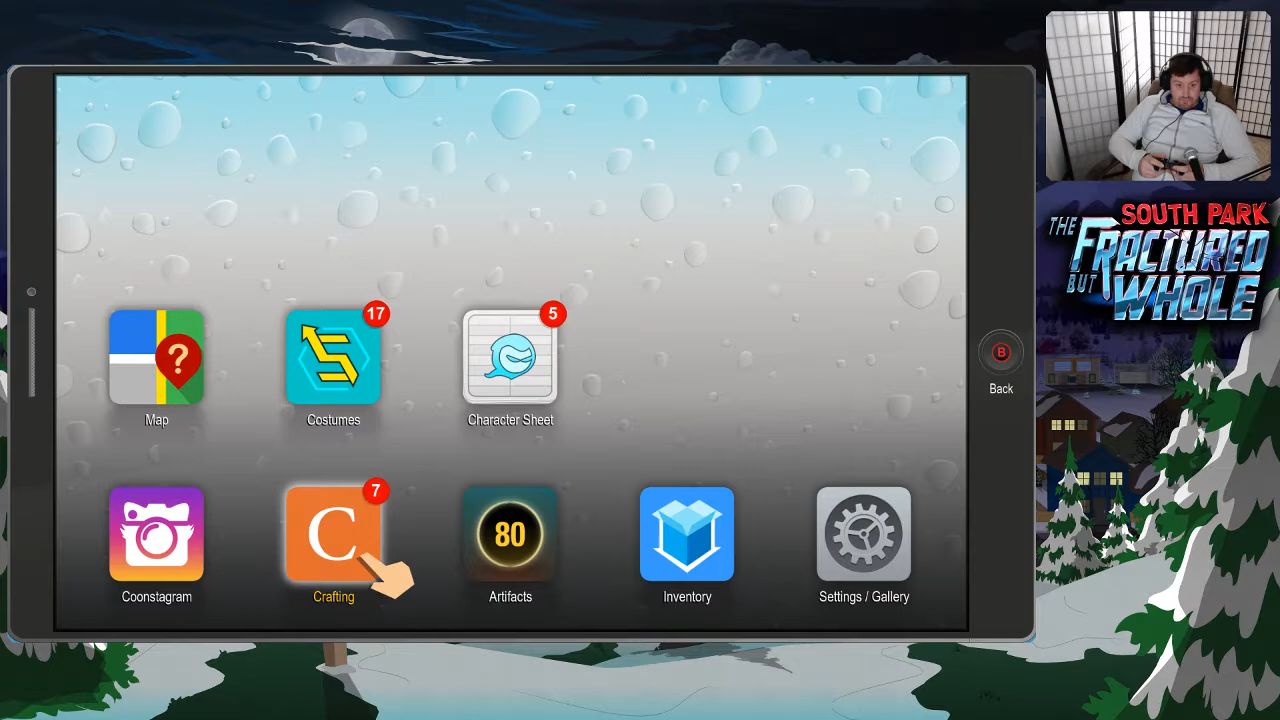 SOUTH PARK
THE FRACTURED
BUT WHOLE
17
5
?
Map
Costumes
Character Sheet
B
Back
7
C
80
Coonstagram
Crafting
Artifacts
Inventory
Settings / Gallery